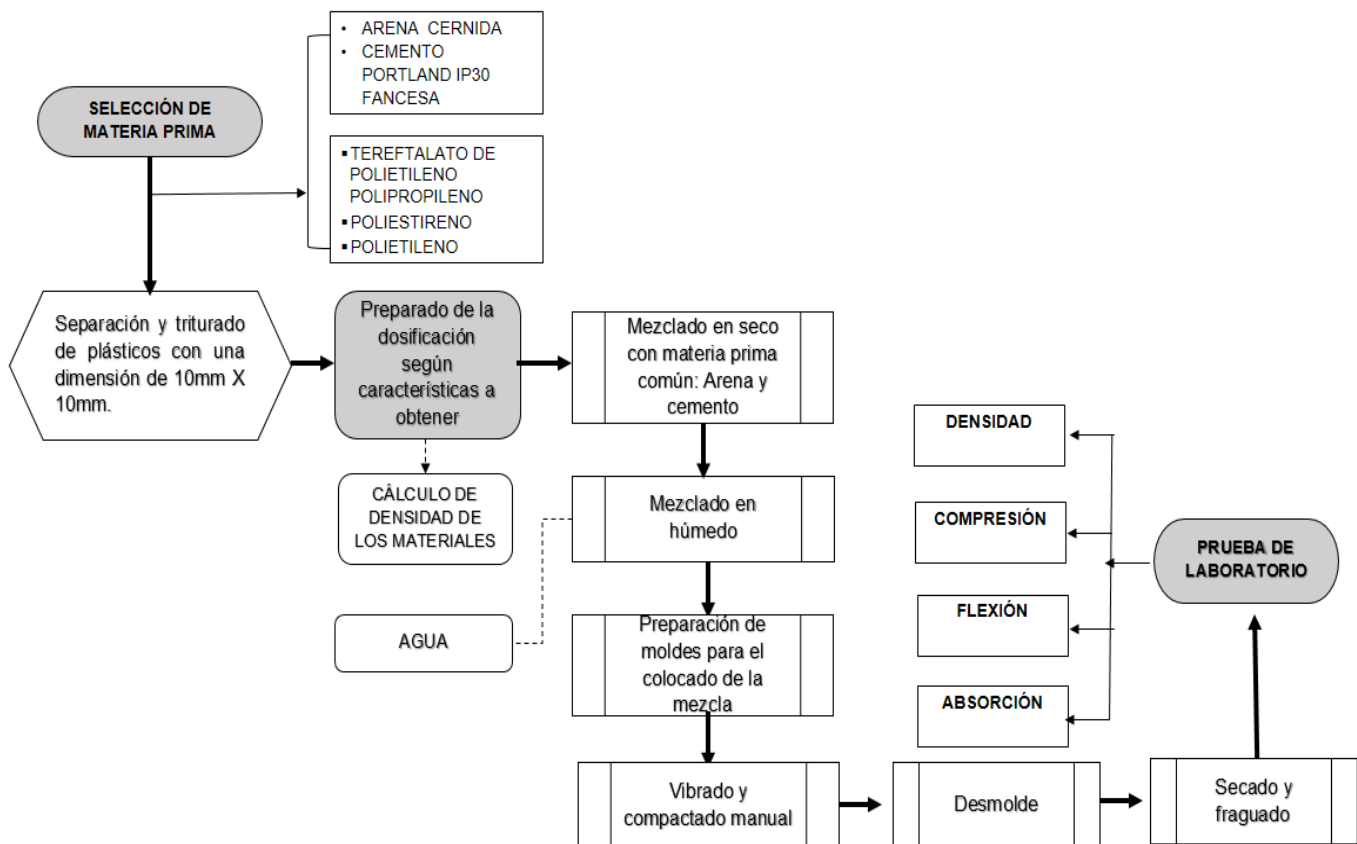 • ARENA CERNIDA
• CEMENTO
PORTLAND IP30
FANCESA
SELECCIÓN DE
MATERIA PRIMA
▪TEREFTALATO DE
POLIETILENO
POLIPROPILENO
▪POLIESTIRENO
▪POLIETILENO
Separación y triturado
de plásticos con una
dimensión de 10mm X
10mm.
Preparado de la
dosificación
según
características a
obtener
Mezclado en seco
con materia prima
común: Arena y
cemento
CÁLCULO DE
DENSIDAD DE
LOS MATERIALES
Mezclado en
húmedo
AGUA
Preparación de
moldes para el
colocado de la
mezcla
Vibrado y
compactado manual
Desmolde
Secado y
fraguado
PRUEBA DE
LABORATORIO
DENSIDAD
COMPRESIÓN
FLEXIÓN
ABSORCIÓN